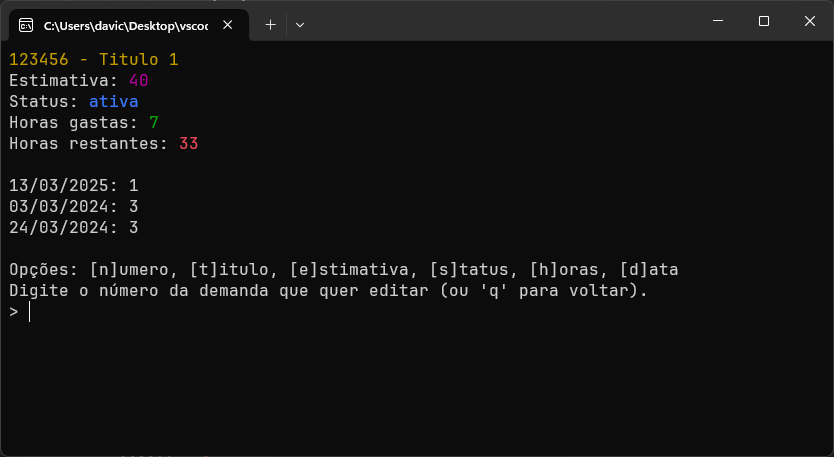 C:\Users\davic\Desktop\vscod
123456 - Titulo 1
Estimativa: 40
Status: ativa
Horas gastas: 7
Horas restantes: 33
13/03/2025: 1
03/03/2024: 3
24/03/2024: 3
Opções: [n]umero, [t]itulo, [e]stimativa, [s]tatus, [h]oras, [d]ata
Digite o número da demanda que quer editar (ou 'q' para voltar).
>